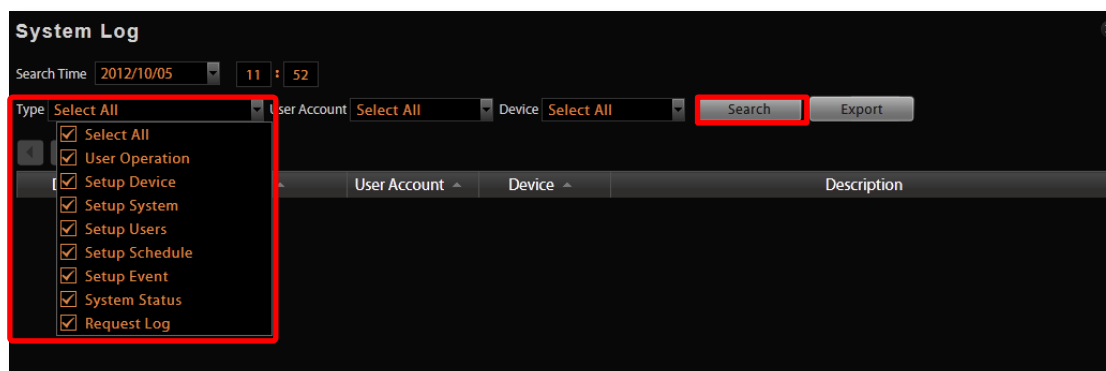 System Log
Search Time 2012/10/05 11 : 52
Type Select All User Account Select All Device Select All Search Export
Select All
User Operation
Setup Device
User Account Device Description
Setup System
Setup Users
Setup Schedule
Setup Event
System Status
Request Log